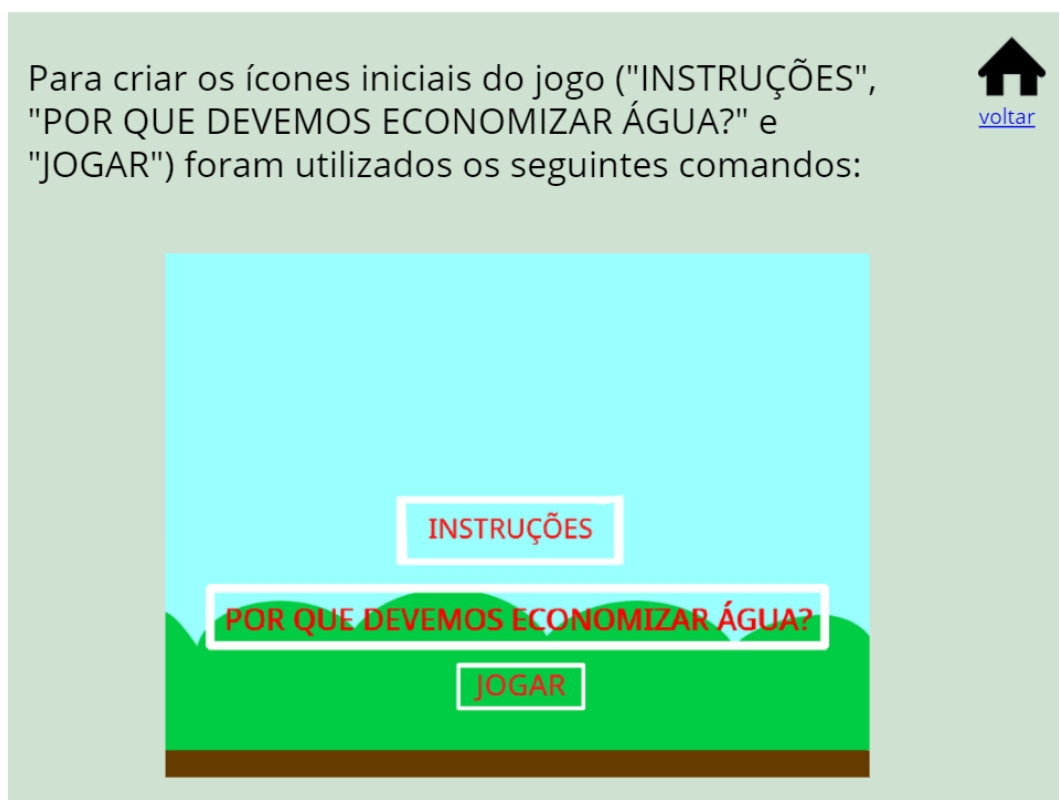 Para criar os ícones iniciais do jogo ("INSTRUÇÕES",
"POR QUE DEVEMOS ECONOMIZAR ÁGUA?" e
"JOGAR") foram utilizados os seguintes comandos:
voltar
INSTRUÇÕES
POR QUE DEVEMOS ECONOMIZAR ÁGUA?
JOGAR